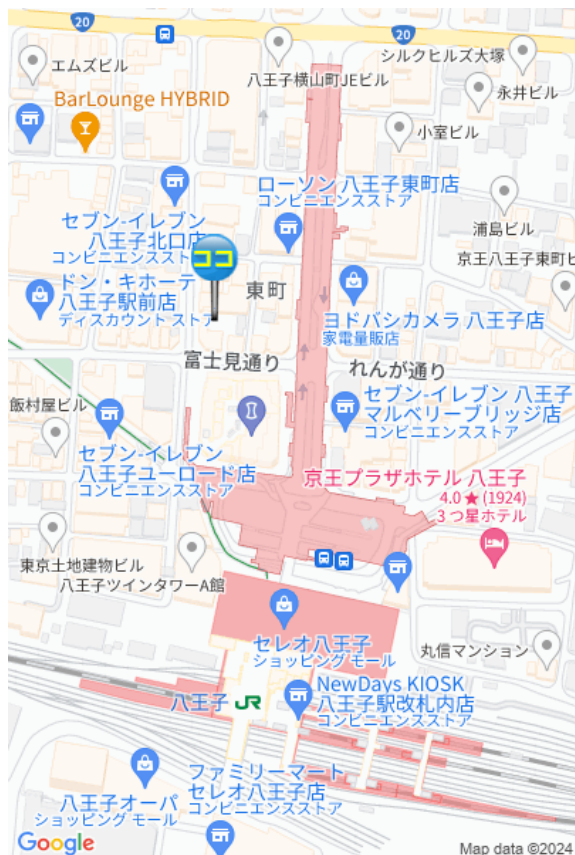 20
20
エムズビル
八王子横山町JEビル
シルクヒルズ大塚
永井ビル
BarLounge HYBRID
小室ビル
セブン-イレブン
八王子北口店
コンビニエンスストア
ローソン 八王子東町店
コンビニエンスストア
浦島ビル
京王八王子東町ビ
ココ
ドン・キホーテ
八王子駅前店
ディスカウント ストア
東町
ヨドバシカメラ 八王子店
家電量販店
富士見通り
れんが通り
飯村屋ビル
セブン-イレブン
八王子ユーロード店
コンビニエンスストア
セブン-イレブン 八王子
マルベリーブリッジ店
コンビニエンスストア
京王プラザホテル 八王子
4.0 ★ (1924)
3 つ星ホテル
東京土地建物ビル
八王子ツインタワーA館
セレオ八王子
ショッピング モール
丸信マンション
八王子 JR
NewDays KIOSK
八王子駅改札内店
コンビニエンスストア
八王子オーパ
ショッピング モール
ファミリーマート
セレオ八王子店
コンビニエンスストア
Google
Map data ©2024